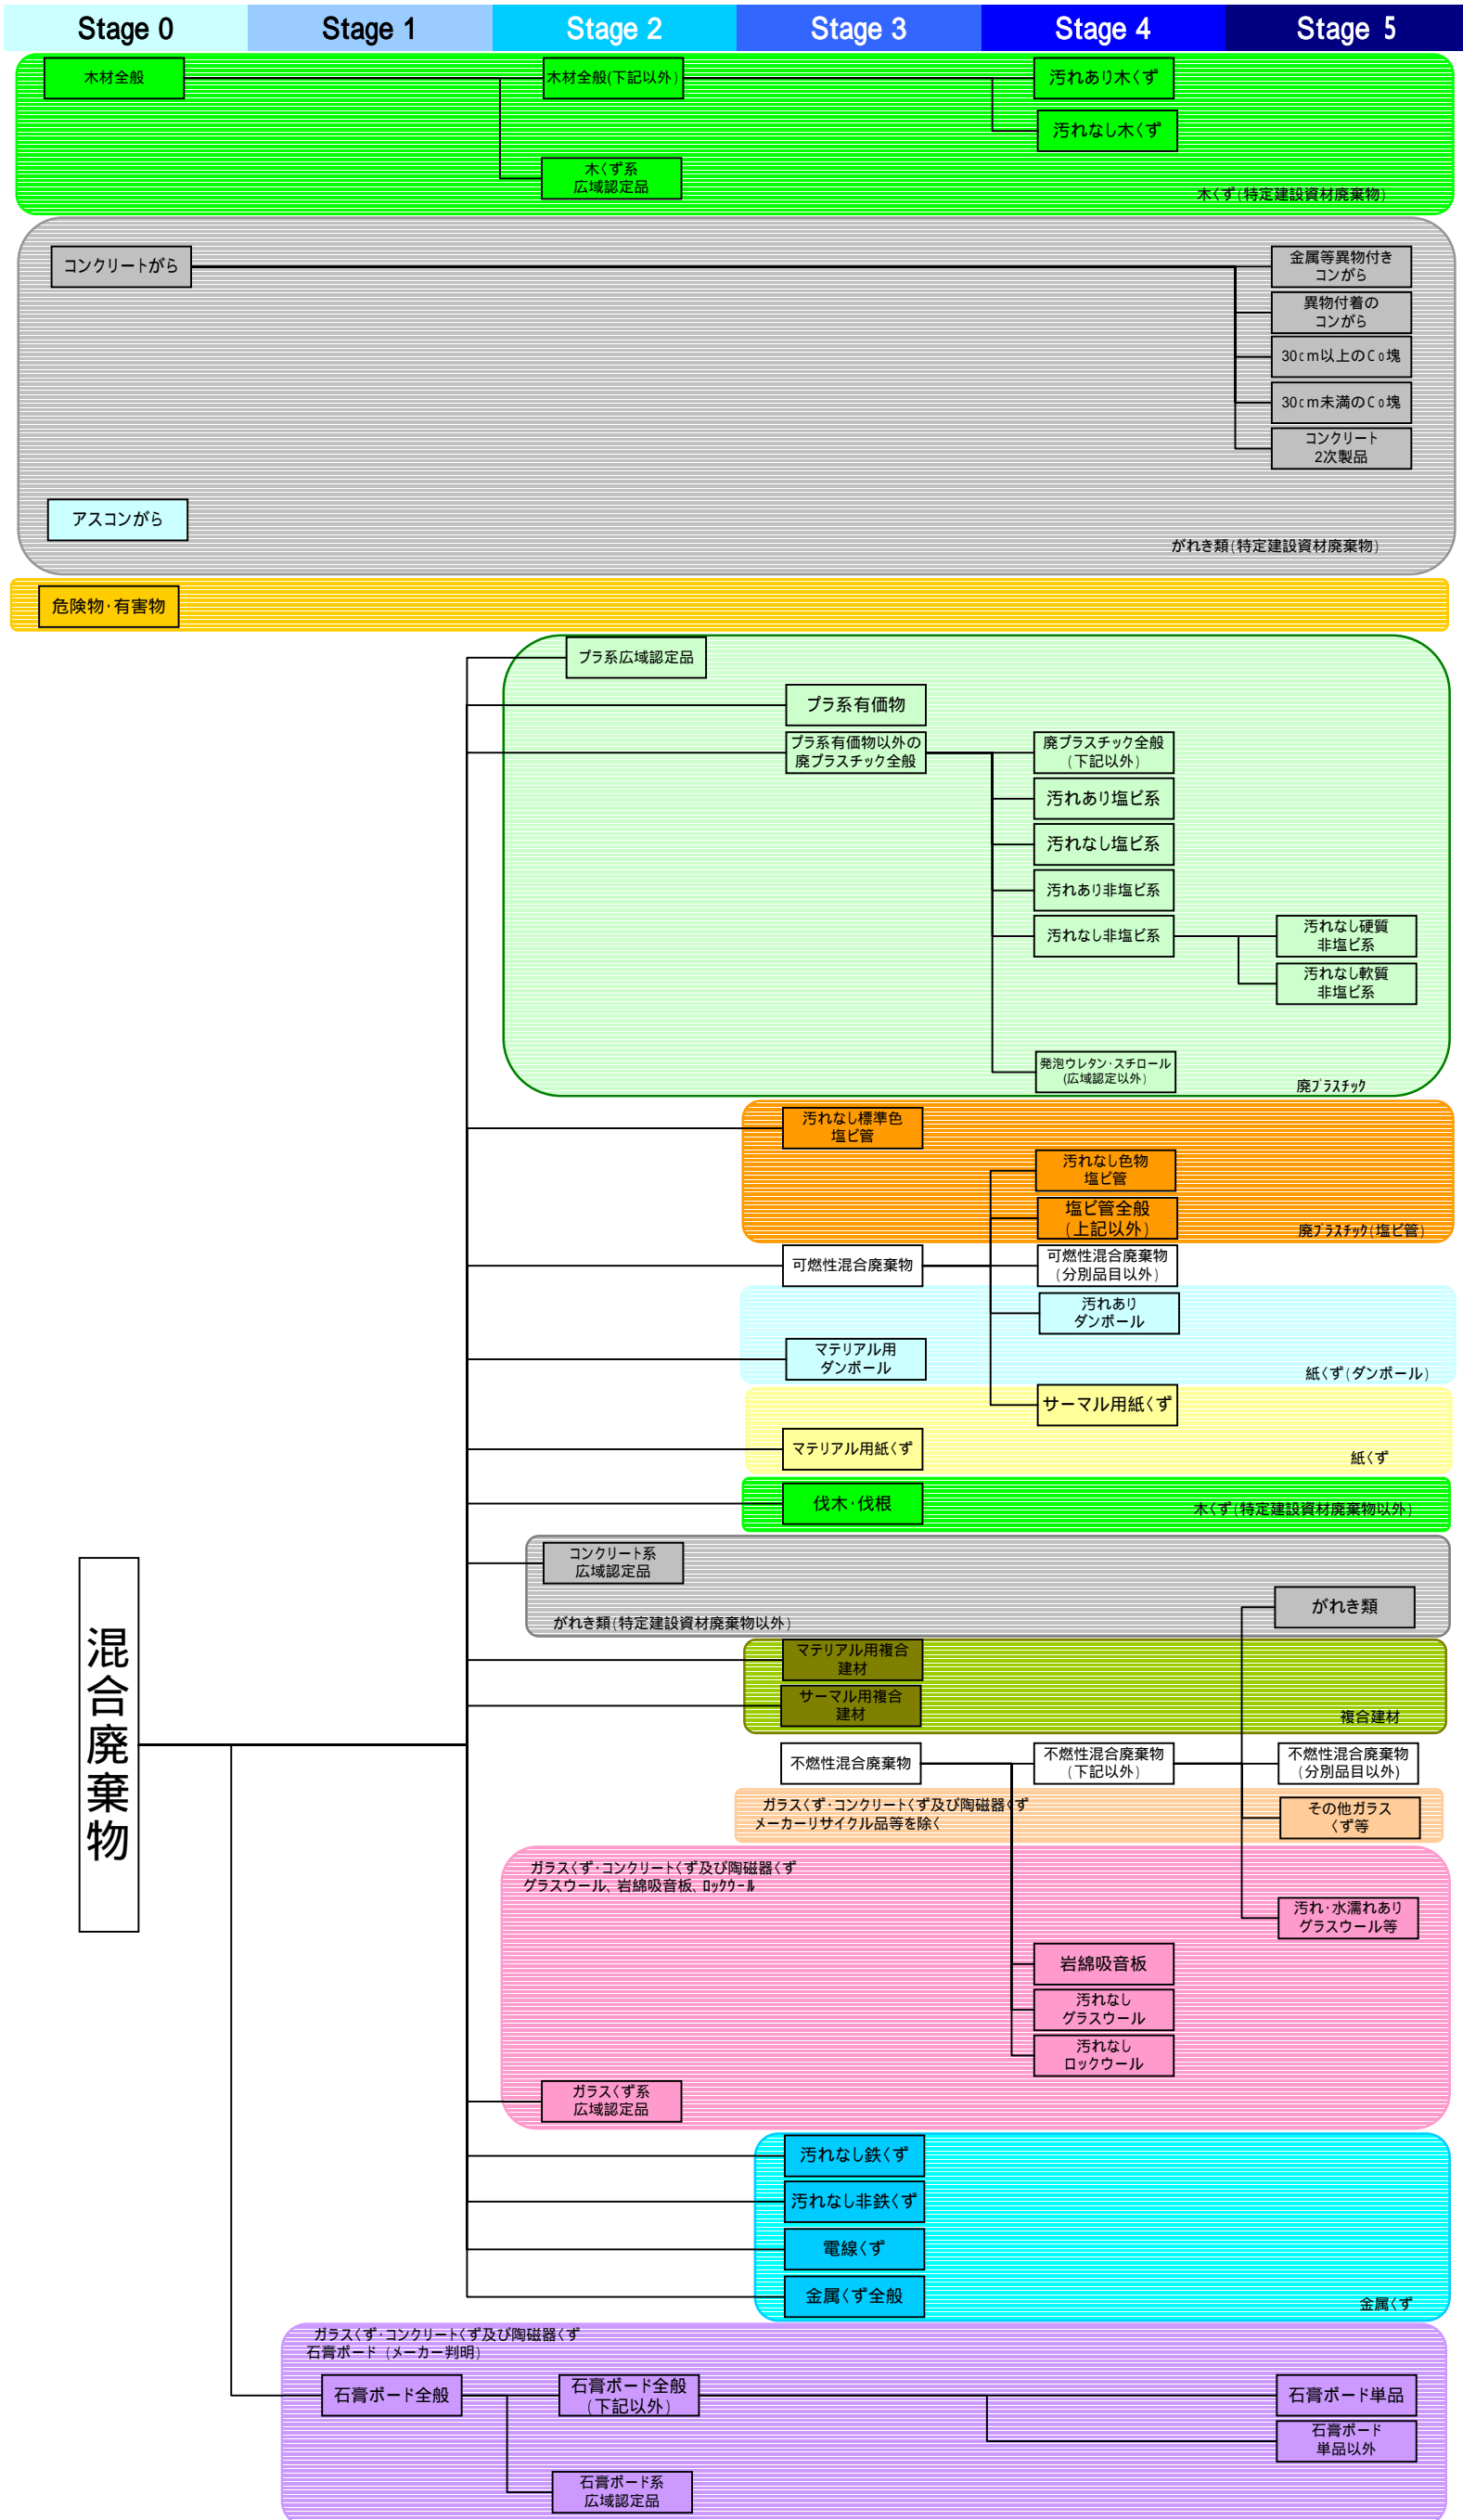 Stage 0
Stage 1
Stage 2
Stage 3
Stage 4
Stage 5
木材全般
木材全般(下記以外)
汚れあり木くず
汚れなし木くず
木くず系
広域認定品
木くず(特定建設資材廃棄物)
コンクリートがら
金属等異物付き
コンがら
異物付着の
コンがら
30cm以上のCo塊
30cm未満のCo塊
コンクリート
2次製品
アスコンがら
がれき類(特定建設資材廃棄物)
危険物・有害物
プラ系広域認定品
プラ系有価物
プラ系有価物以外の
廃プラスチック全般
廃プラスチック全般
(下記以外)
汚れあり塩ビ系
汚れなし塩ビ系
汚れあり非塩ビ系
汚れなし非塩ビ系
汚れなし硬質
非塩ビ系
汚れなし軟質
非塩ビ系
発泡ウレタン・スチロール
(広域認定以外)
廃プラスチック
汚れなし標準色
塩ビ管
汚れなし色物
塩ビ管
塩ビ管全般
(上記以外)
廃プラスチック(塩ビ管)
可燃性混合廃棄物
可燃性混合廃棄物
(分別品目以外)
汚れあり
ダンボール
マテリアル用
ダンボール
紙くず(ダンボール)
サーマル用紙くず
マテリアル用紙くず
紙くず
伐木・伐根
木くず(特定建設資材廃棄物以外)
コンクリート系
広域認定品
がれき類
がれき類(特定建設資材廃棄物以外)
混合廃棄物
マテリアル用複合
建材
サーマル用複合
建材
複合建材
不燃性混合廃棄物
不燃性混合廃棄物
(下記以外)
不燃性混合廃棄物
(分別品目以外)
ガラスくず・コンクリートくず及び陶磁器くず
メーカーリサイクル品等を除く
その他ガラス
くず等
ガラスくず・コンクリートくず及び陶磁器くず
グラスウール、岩綿吸音板、ロックウール
汚れ・水濡れあり
グラスウール等
岩綿吸音板
汚れなし
グラスウール
汚れなし
ロックウール
ガラスくず系
広域認定品
汚れなし鉄くず
汚れなし非鉄くず
電線くず
金属くず全般
金属くず
ガラスくず・コンクリートくず及び陶磁器くず
石膏ボード(メーカー判明)
石膏ボード全般
石膏ボード全般
(下記以外)
石膏ボード単品
石膏ボード
単品以外
石膏ボード系
広域認定品